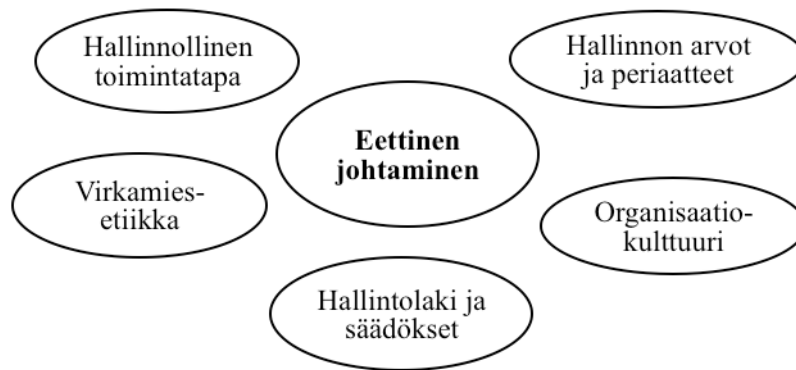 Hallinnollinen
toimintatapa
Hallinnon arvot
ja periaatteet
Eettinen
johtaminen
Virkamies-
etiikka
Organisaatio-
kulttuuri
Hallintolaki ja
säädökset